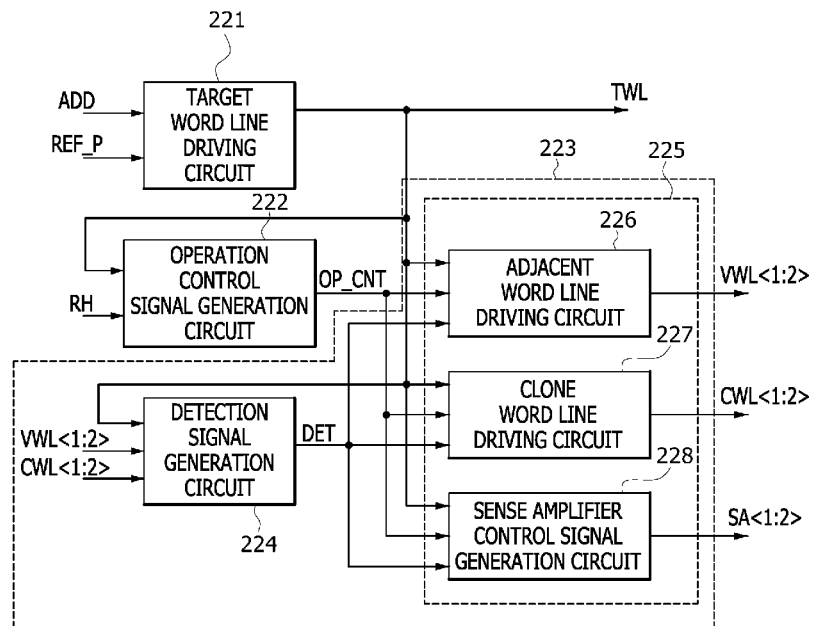 221
TWL
ADD
REF_P
TARGET
WORD LINE
DRIVING
CIRCUIT
223
225
222
226
OPERATION
CONTROL
SIGNAL GENERATION
CIRCUIT
RH
OP_CNT
ADJACENT
WORD LINE
DRIVING CIRCUIT
VWL<1:2>
227
CLONE
WORD LINE
DRIVING CIRCUIT
CWL<1:2>
DETECTION
SIGNAL
GENERATION
CIRCUIT
VWL<1:2>
CWL<1:2>
DET
224
228
SENSE AMPLIFIER
CONTROL SIGNAL
GENERATION CIRCUIT
SA<1:2>